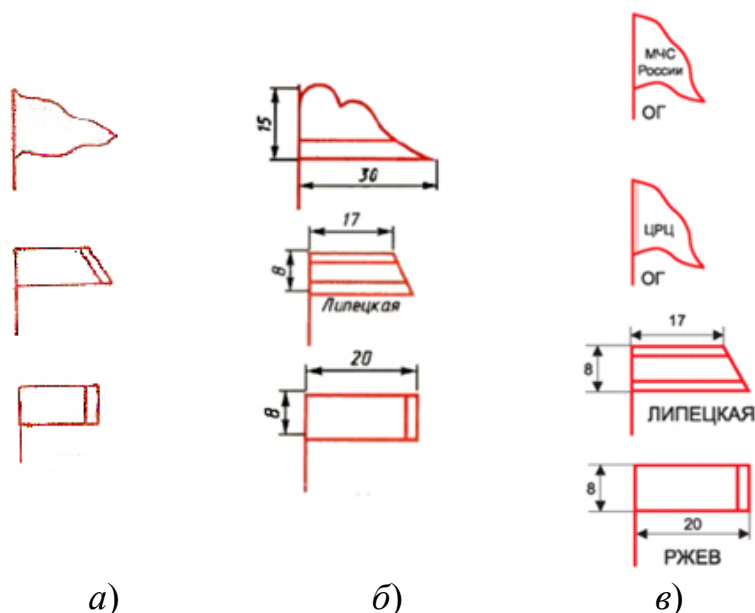 15
30
17
8
Липецкая
20
8
МЧС
России
ОГ
ЦРЦ
ОГ
17
8
ЛИПЕЦКАЯ
8
20
РЖЕВ
а) б) в)